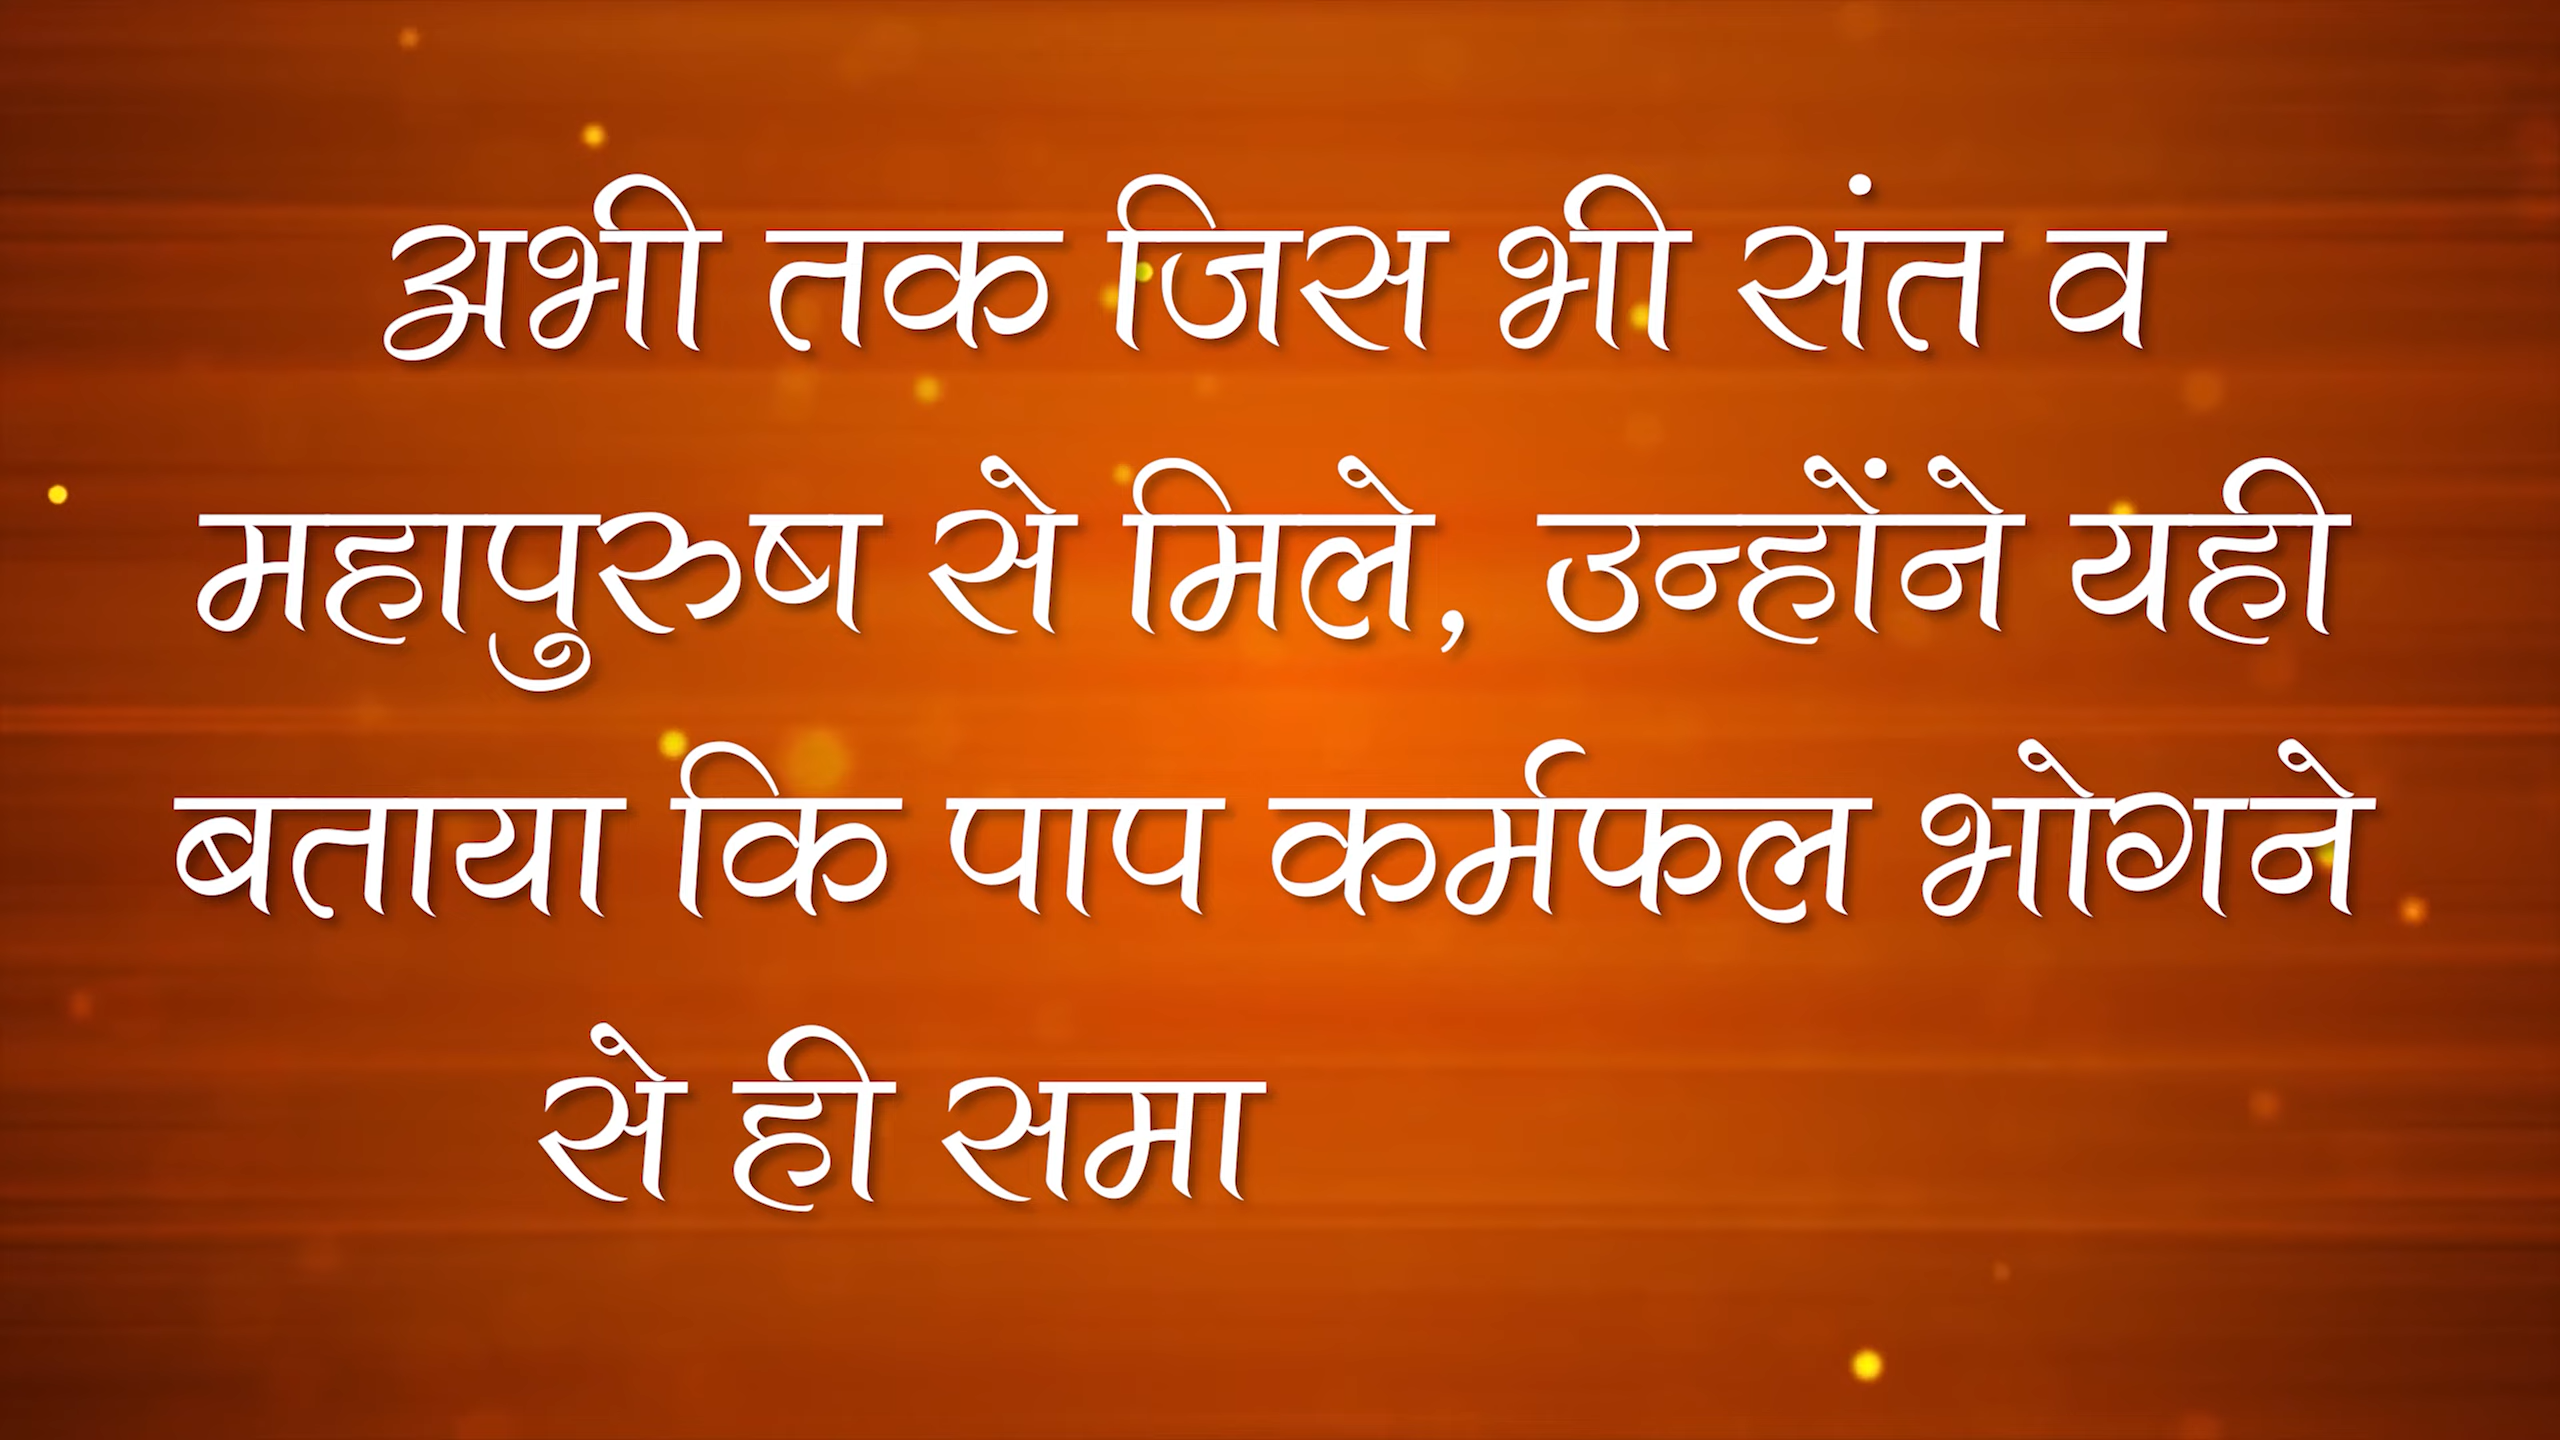 अभी तक जिस भी संत व
महापुरुष से मिले, उन्होंने यही
बताया कि पाप कर्मफल भोगने
से ही समा